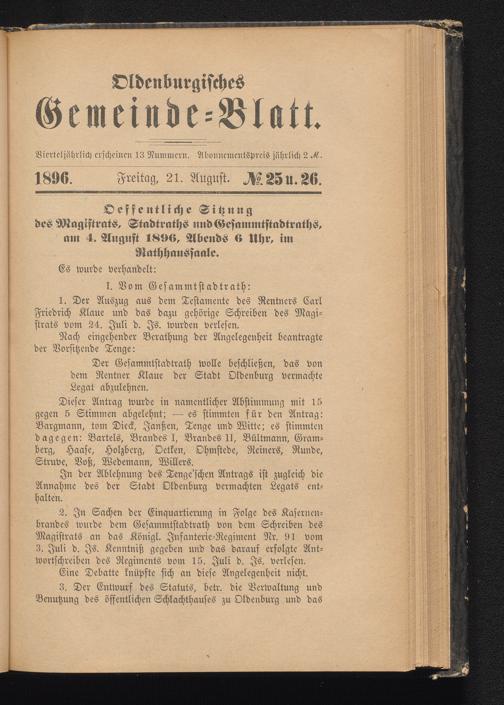 Oldenburgisches
Gemeinde=Blatt.
Vierteljährlich erscheinen 13 Nummern. Abonnementspreis jährlich 2 ℳ.
1896. Freitag, 21. August. № 25 u. 26.
Oeffentliche Sitzung
des Magistrats, Stadtraths und Gesammtstadtraths,
am 4. August 1896, Abends 6 Uhr, im
Rathhaussaale.
Es wurde verhandelt:
I. Vom Gesammtstadtrath:
1. Der Auszug aus dem Testamente des Rentners Carl
Friedrich Klaue und das dazu gehörige Schreiben des Magi-
strats vom 24. Juli d. Js. wurden verlesen.
Nach eingehender Berathung der Angelegenheit beantragte
der Vorsitzende Tenge:
Der Gesammtstadtrath wolle beschließen, das von
dem Rentner Klaue der Stadt Oldenburg vermachte
Legat abzulehnen.
Dieser Antrag wurde in namentlicher Abstimmung mit 15
gegen 5 Stimmen abgelehnt; — es stimmten für den Antrag:
Bargmann, tom Dieck, Janßen, Tenge und Witte; es stimmten
dagegen: Bartels, Brandes I, Brandes II, Bültmann, Gram-
berg, Haase, Holzberg, Oetken, Ohmstede, Reiners, Runde,
Struve, Voß, Wedemann, Willers.
In der Ablehnung des Tenge'schen Antrags ist zugleich die
Annahme des der Stadt Oldenburg vermachten Legats ent-
halten.
2. In Sachen der Einquartierung in Folge des Kasernen-
brandes wurde dem Gesammtstadtrath von dem Schreiben des
Magistrats an das Königl. Infanterie-Regiment Nr. 91 vom
3. Juli d. Js. Kenntniß gegeben und das darauf erfolgte Ant-
wortschreiben des Regiments vom 15. Juli d. Js. verlesen.
Eine Debatte knüpfte sich an diese Angelegenheit nicht.
3. Der Entwurf des Statuts, betr. die Verwaltung und
Benutzung des öffentlichen Schlachthauses zu Oldenburg und das